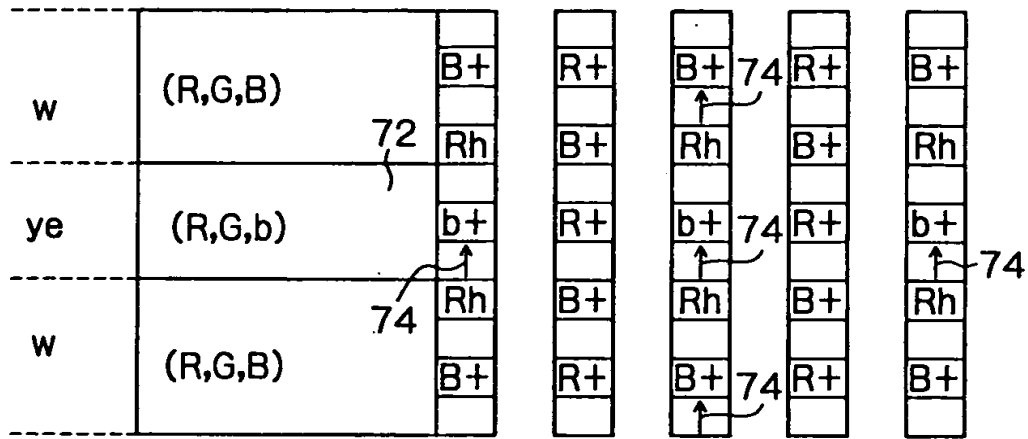 B+ R+ B+ 74 R+ B+
(R,G,B)
w
72 Rh B+ Rh B+ Rh
ye (R,G,b) b+ R+ b+ 74 R+ b+
74 Rh B+ Rh B+ Rh 74
w
(R,G,B) B+ R+ B+ 74 R+ B+